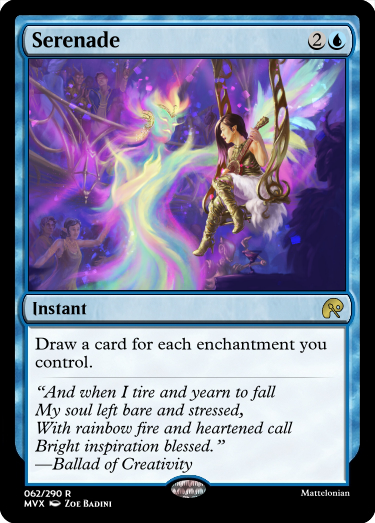 Serenade 2
Instant
Draw a card for each enchantment you
control.
“And when I tire and yearn to fall
My soul left bare and stressed,
With rainbow fire and heartened call
Bright inspiration blessed.”
—Ballad of Creativity
062/290 R
MVX Zoe Badini
Mattelonian